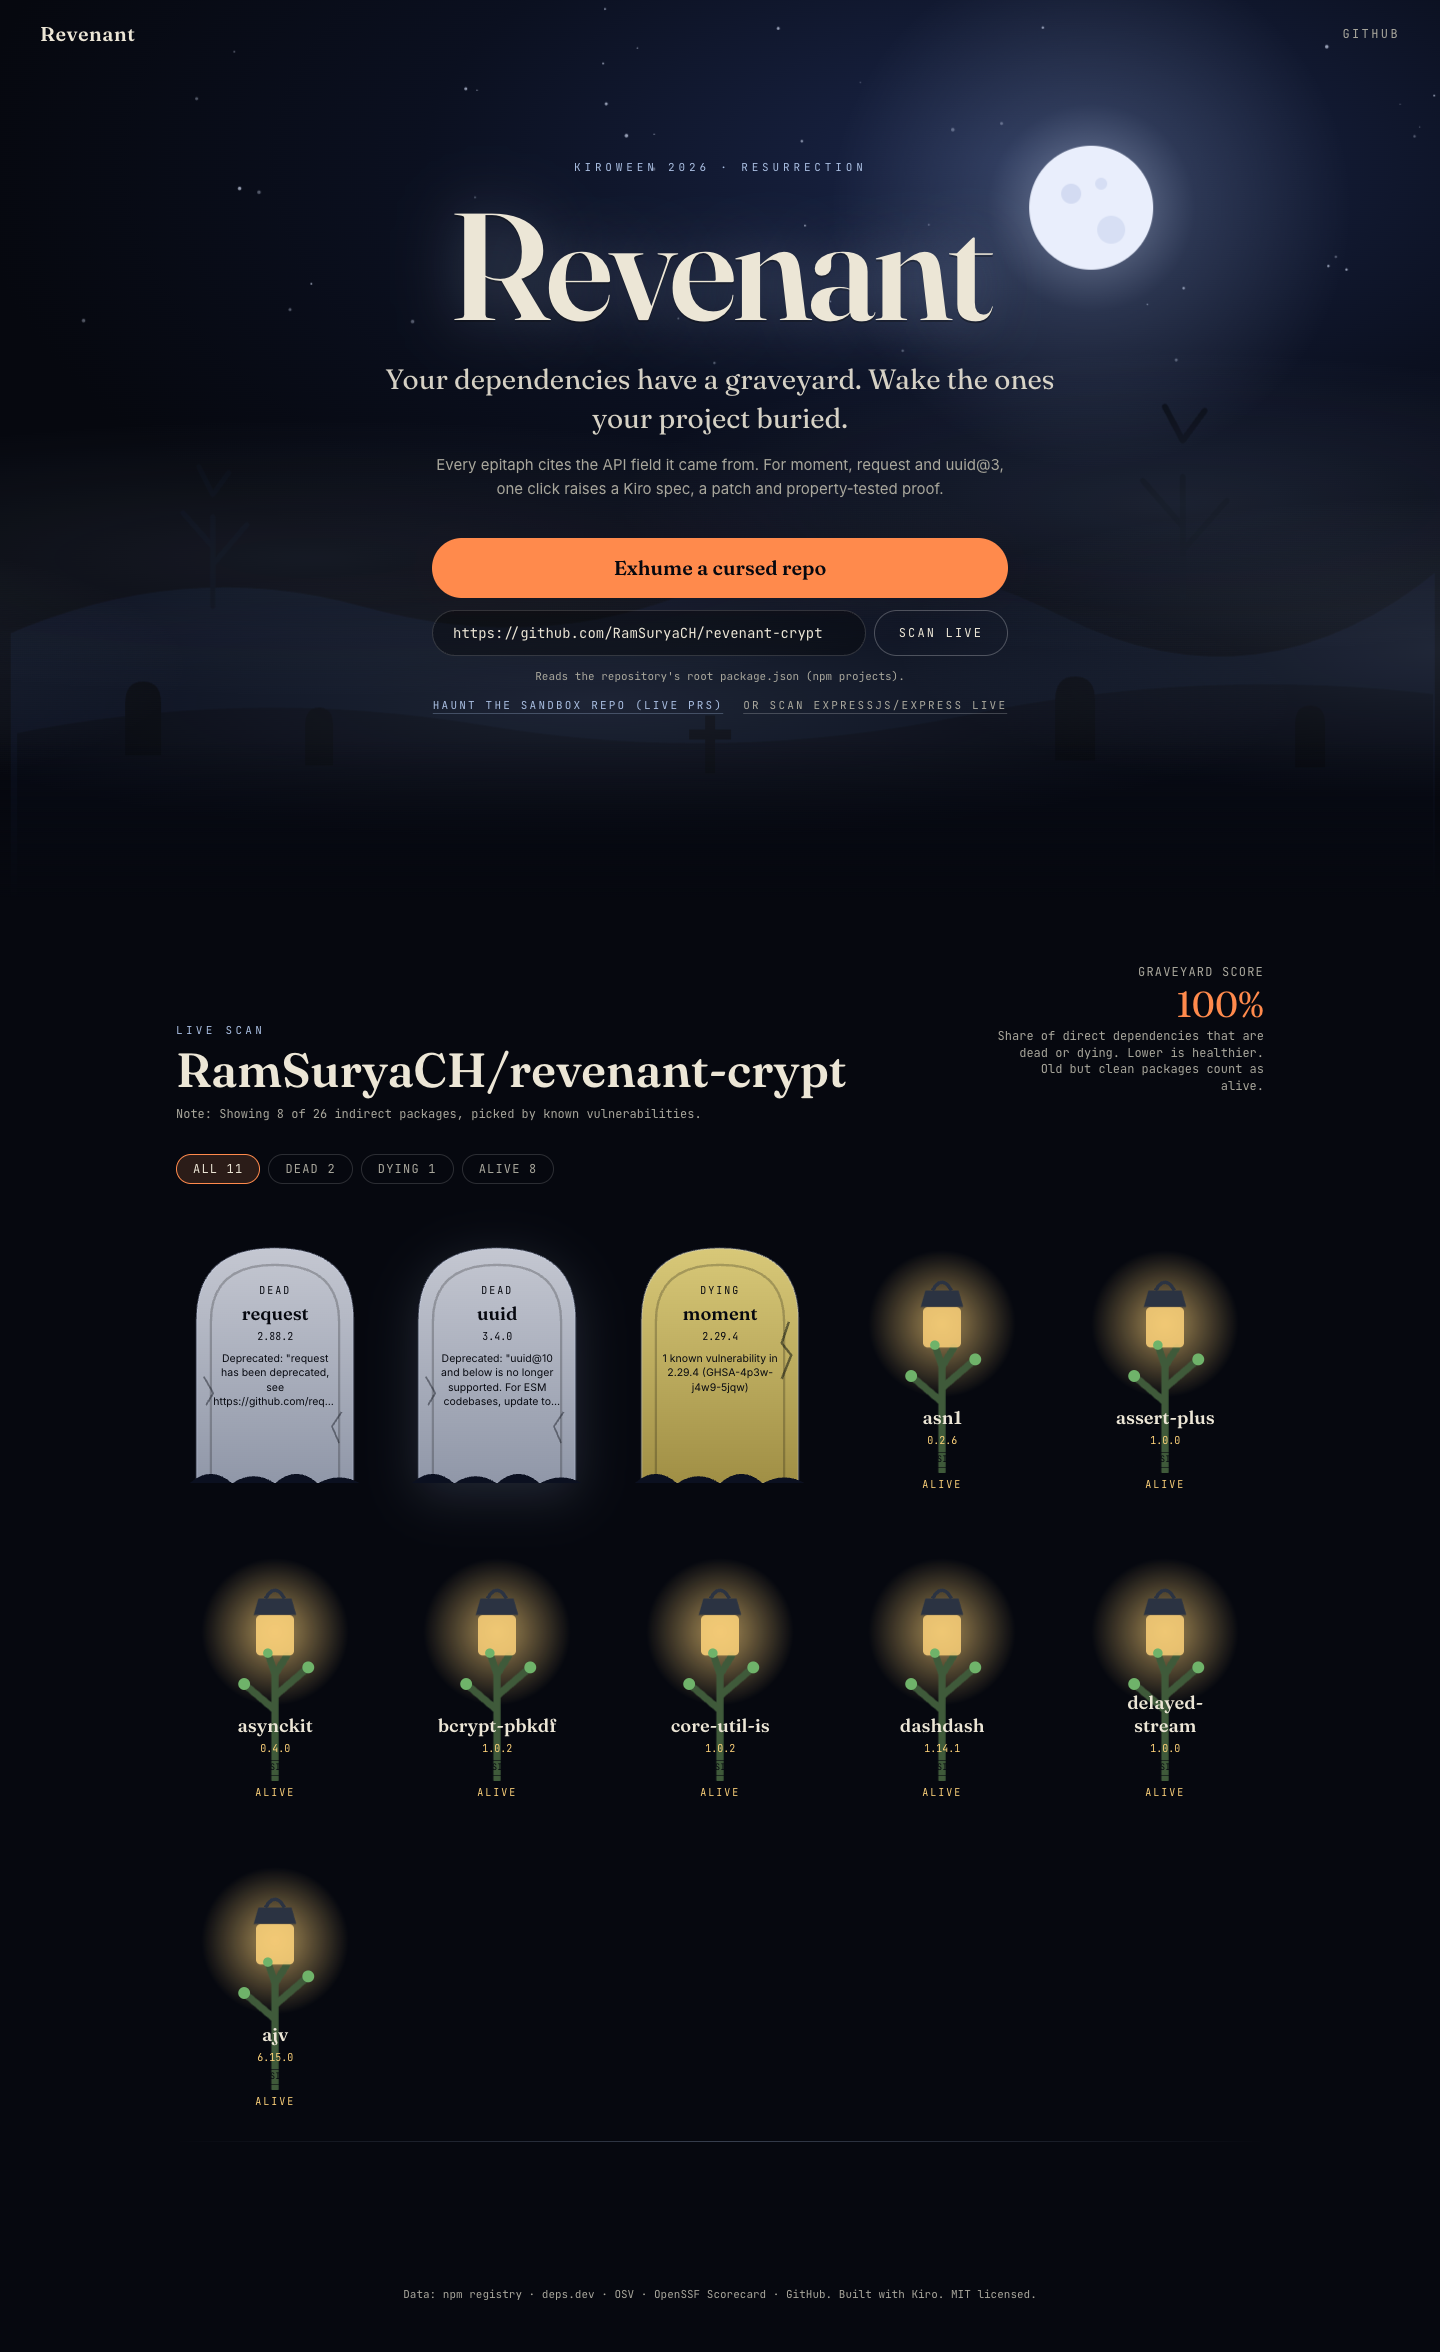 Revenant
GITHUB
KIROWEEN 2026 · RESURRECTION
Revenant
Your dependencies have a graveyard. Wake the ones
your project buried.
Every epitaph cites the API field it came from. For moment, request and uuid@3,
one click raises a Kiro spec, a patch and property-tested proof.
Exhume a cursed repo
https://github.com/RamSuryaCH/revenant-crypt
SCAN LIVE
Reads the repository's root package.json (npm projects).
HAUNT THE SANDBOX REPO (LIVE PRS)
OR SCAN EXPRESSJS/EXPRESS LIVE
GRAVEYARD SCORE
100%
Share of direct dependencies that are
dead or dying. Lower is healthier.
Old but clean packages count as
alive.
LIVE SCAN
RamSuryaCH/revenant-crypt
Note: Showing 8 of 26 indirect packages, picked by known vulnerabilities.
ALL 11
DEAD 2
DYING 1
ALIVE 8
DEAD
request
2.88.2
Deprecated: "request
has been deprecated,
see
https://github.com/req...
DEAD
uuid
3.4.0
Deprecated: "uuid@10
and below is no longer
supported. For ESM
codebases, update to...
DYING
moment
2.29.4
1 known vulnerability in
2.29.4 (GHSA-4p3w-
j4w9-5jqw)
asn1
0.2.6
ALIVE
assert-plus
1.0.0
ALIVE
asynckit
0.4.0
ALIVE
bcrypt-pbkdf
1.0.2
ALIVE
core-util-is
1.0.2
ALIVE
dashdash
1.14.1
ALIVE
delayed-
stream
1.0.0
ALIVE
ajv
6.15.0
ALIVE
Data: npm registry · deps.dev · OSV · OpenSSF Scorecard · GitHub. Built with Kiro. MIT licensed.